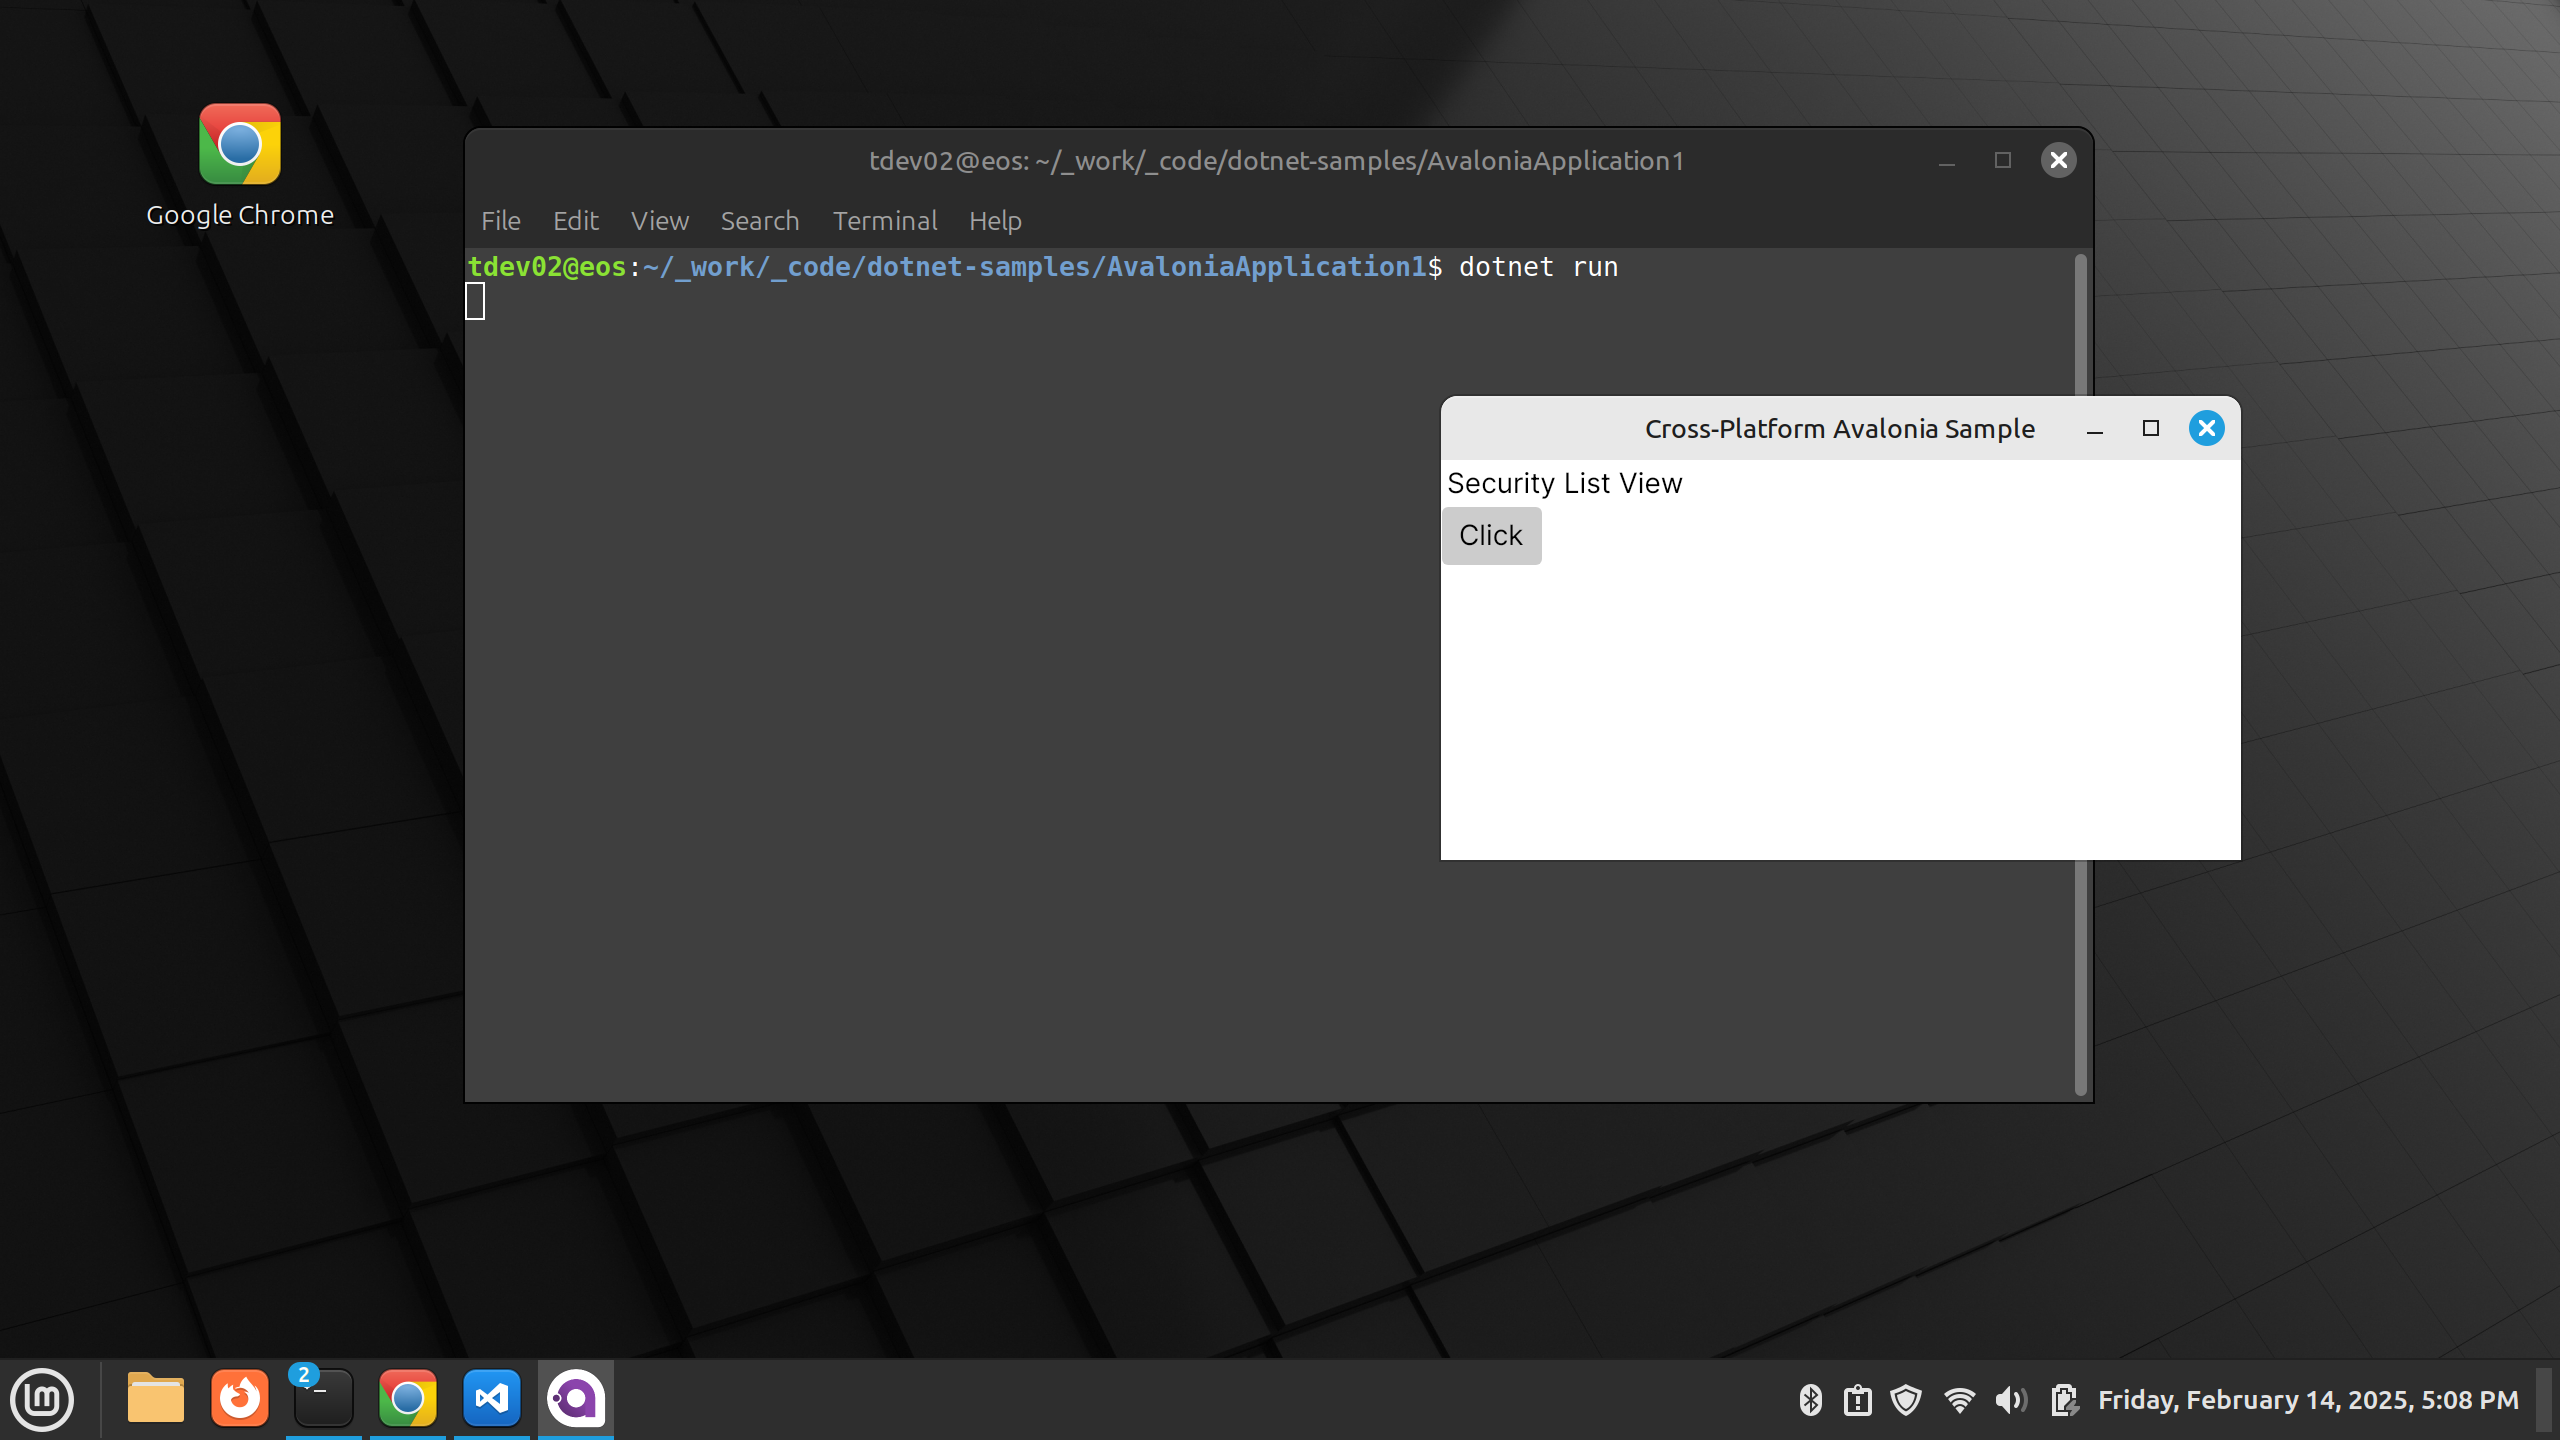 Google Chrome
tdev02@eos: ~/_work/_code/dotnet-samples/AvaloniaApplication1
File Edit View Search Terminal Help
tdev02@eos:~/_work/_code/dotnet-samples/AvaloniaApplication1$ dotnet run
Cross-Platform Avalonia Sample
Security List View
Click
2
Friday, February 14, 2025, 5:08 PM